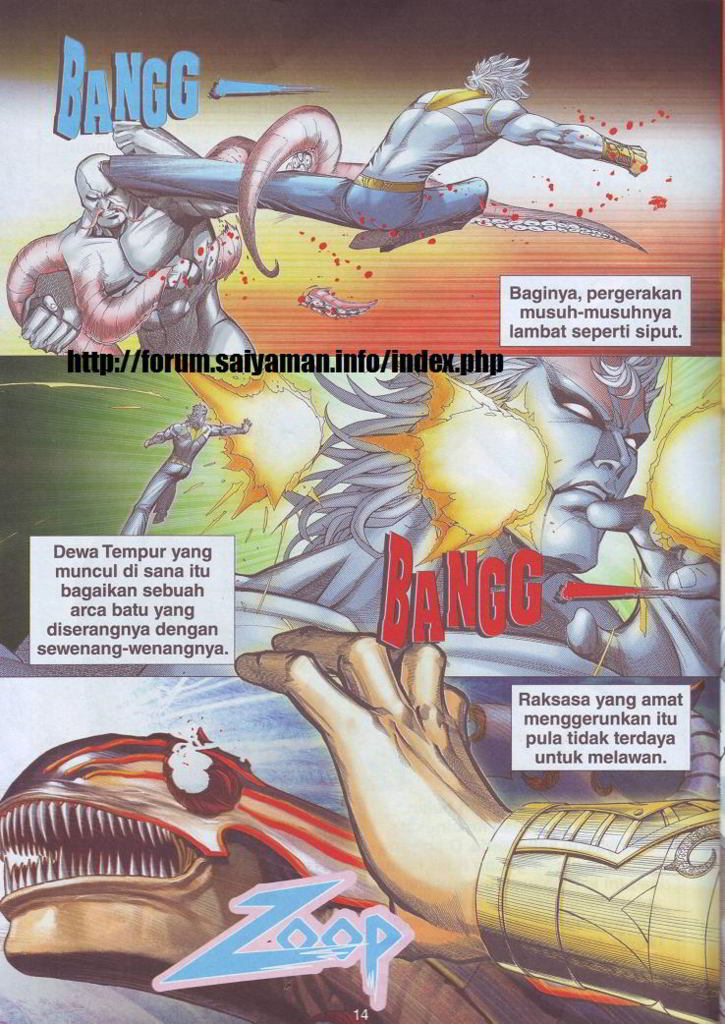 BANGG
Baginya, pergerakan
musuh-musuhnya
lambat seperti siput.
http://forum.saiyaman.info/index.php
Dewa Tempur yang
muncul di sana itu
bagaikan sebuah
arca batu yang
diserangnya dengan
sewenang-wenangnya.
BANGG
Raksasa yang amat
menggerunkan itu
pula tidak terdaya
untuk melawan.
Zoop
14